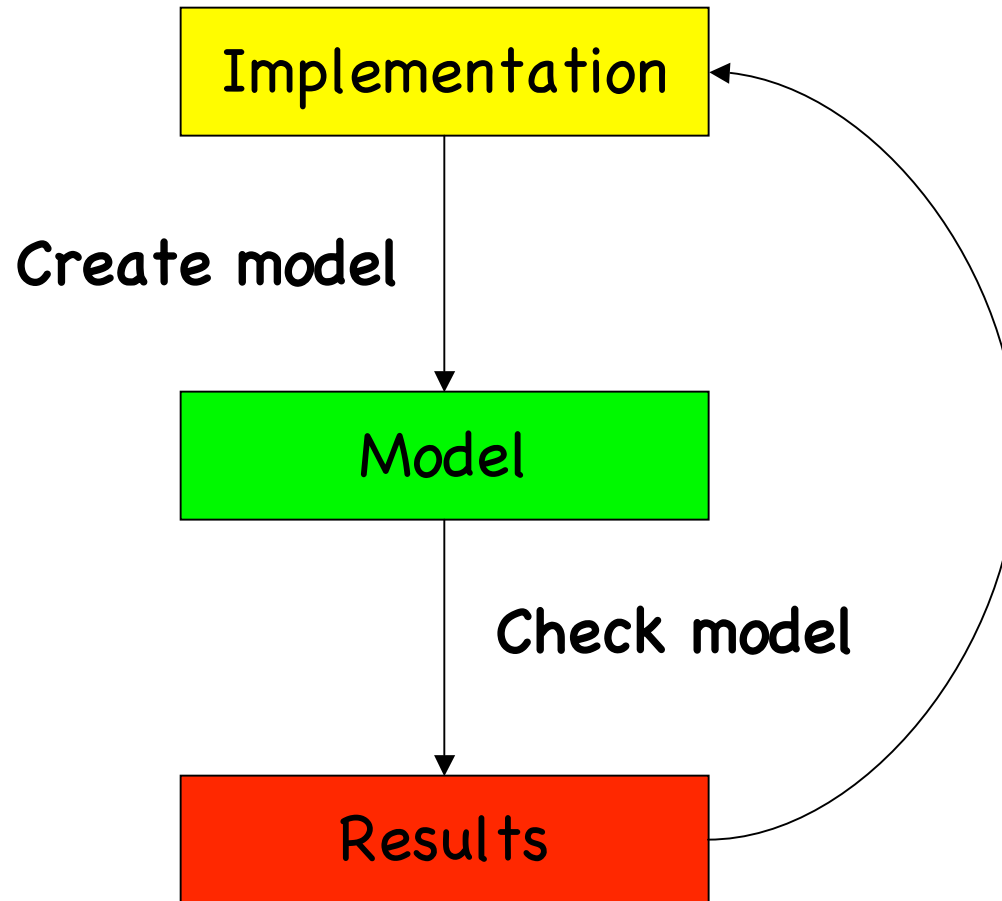 Implementation
Create model
Model
Check model
Results